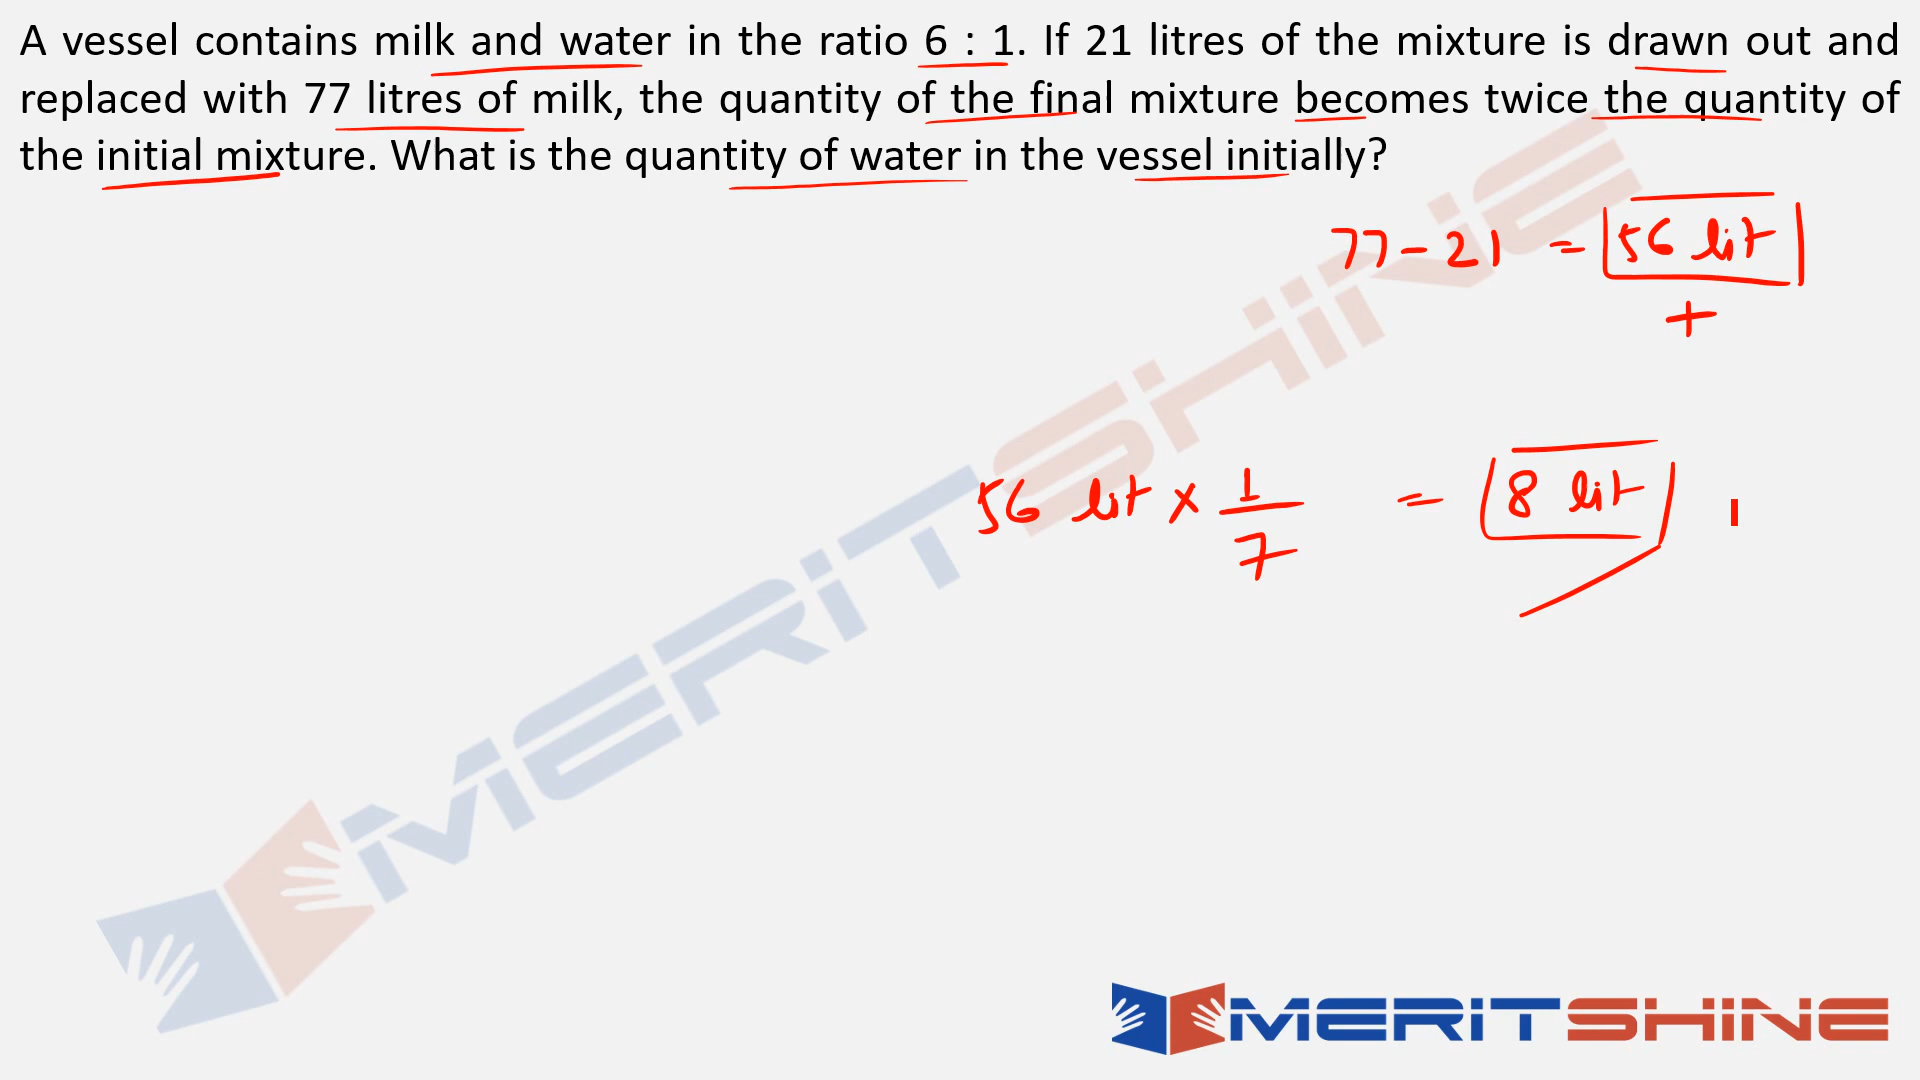 A vessel contains milk and water in the ratio 6 : 1. If 21 litres of the mixture is drawn out and
replaced with 77 litres of milk, the quantity of the final mixture becomes twice the quantity of
the initial mixture. What is the quantity of water in the vessel initially?
77 - 21 = 56 lit
+
56 lit × 1/7 = 8 lit
MERITSHINE
MERITSHINE